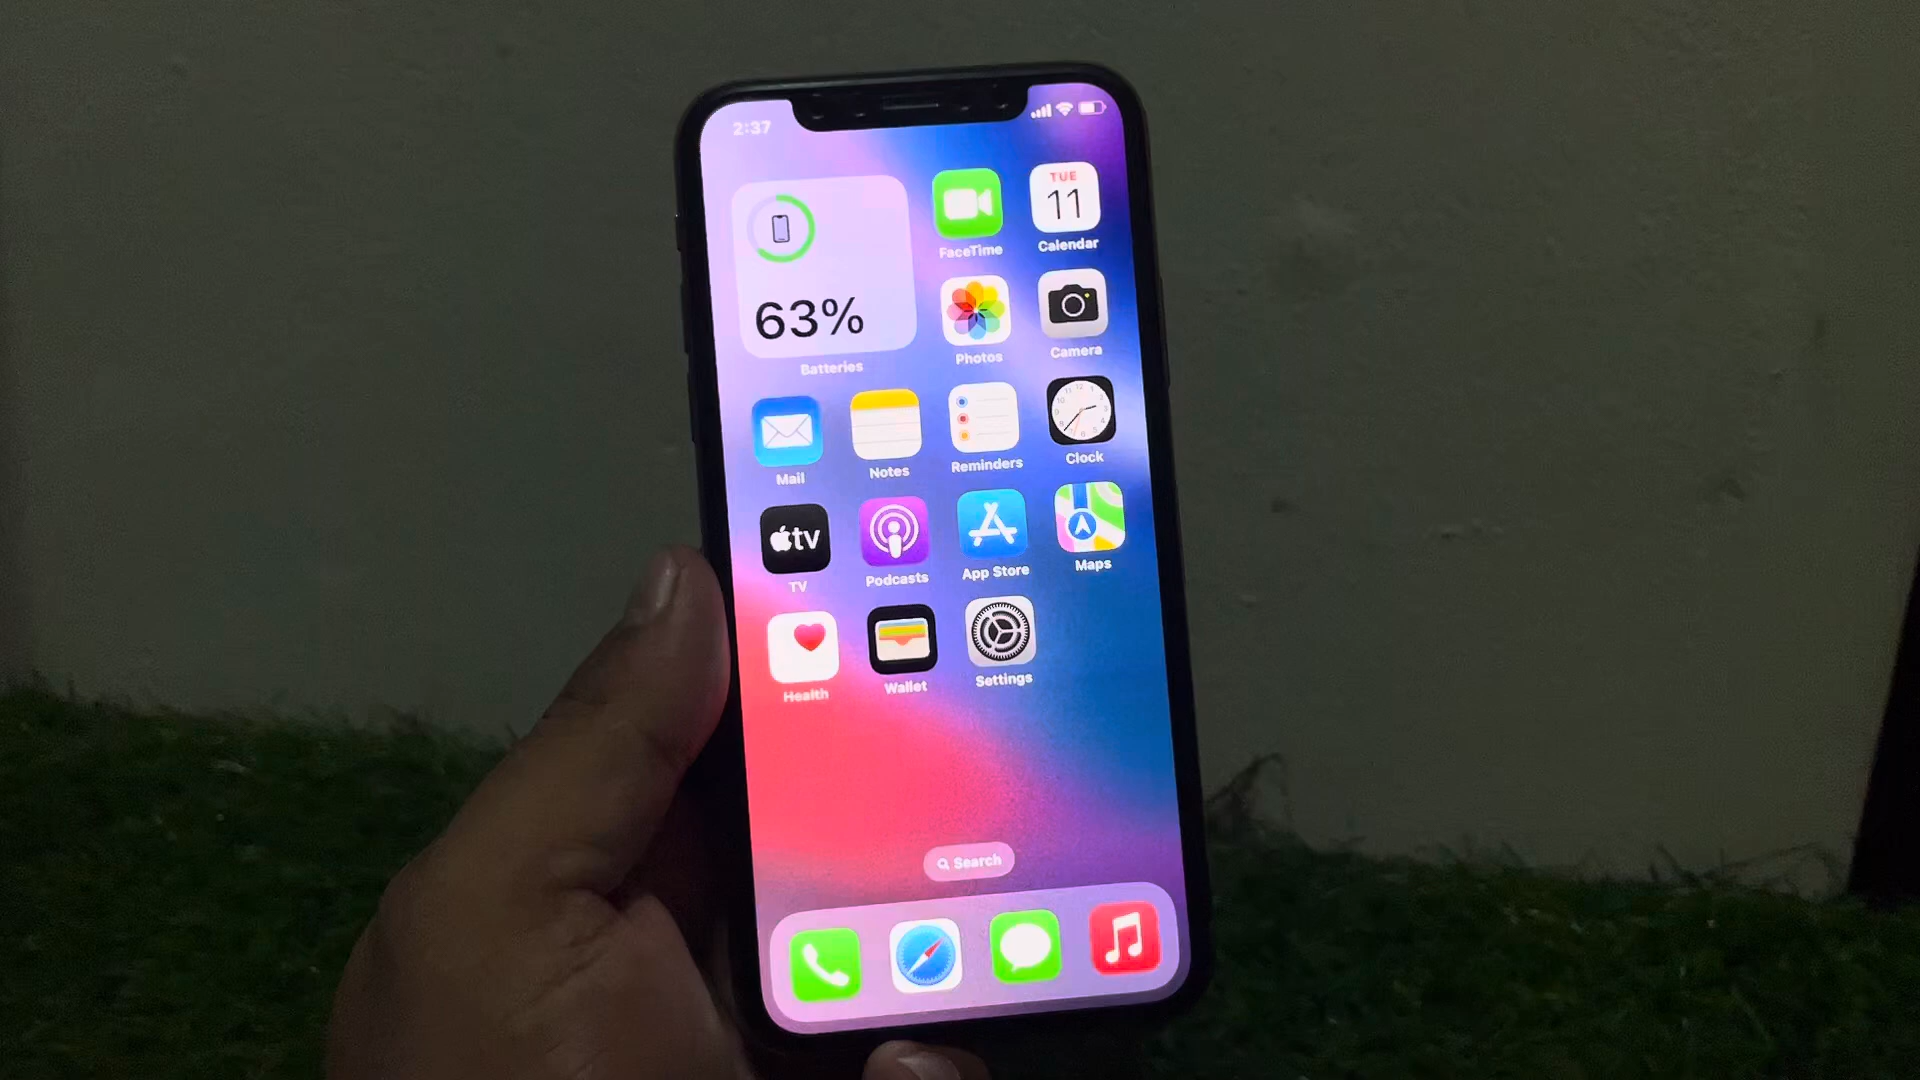 2:37
TUE
11
FaceTime
Calendar
63%
Batteries
Photos
Camera
Mail
Notes
Reminders
Clock
tv
TV
Podcasts
App Store
Maps
Health
Wallet
Settings
Search